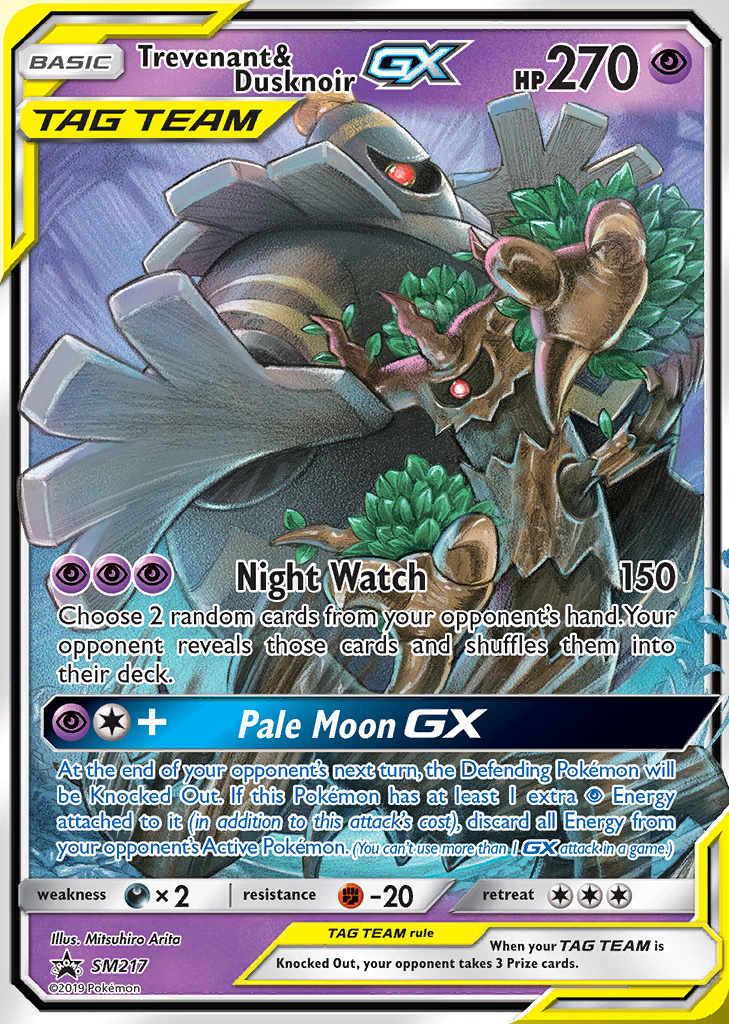 BASIC
Trevenant&
Dusknoir GX
HP270
TAG TEAM
Night Watch 150
Choose 2 random cards from your opponent's hand. Your
opponent reveals those cards and shuffles them into
their deck.
+ Pale Moon GX
At the end of your opponent's next turn, the Defending Pokémon will
be Knocked Out. If this Pokémon has at least 1 extra Energy
attached to it (in addition to this attack's cost), discard all Energy from
your opponent's Active Pokémon. (You can't use more than 1 GX attack in a game.)
weakness ×2 resistance -20 retreat
Illus. Mitsuhiro Arita
SM217
©2019 Pokémon
TAG TEAM rule
When your TAG TEAM is
Knocked Out, your opponent takes 3 Prize cards.